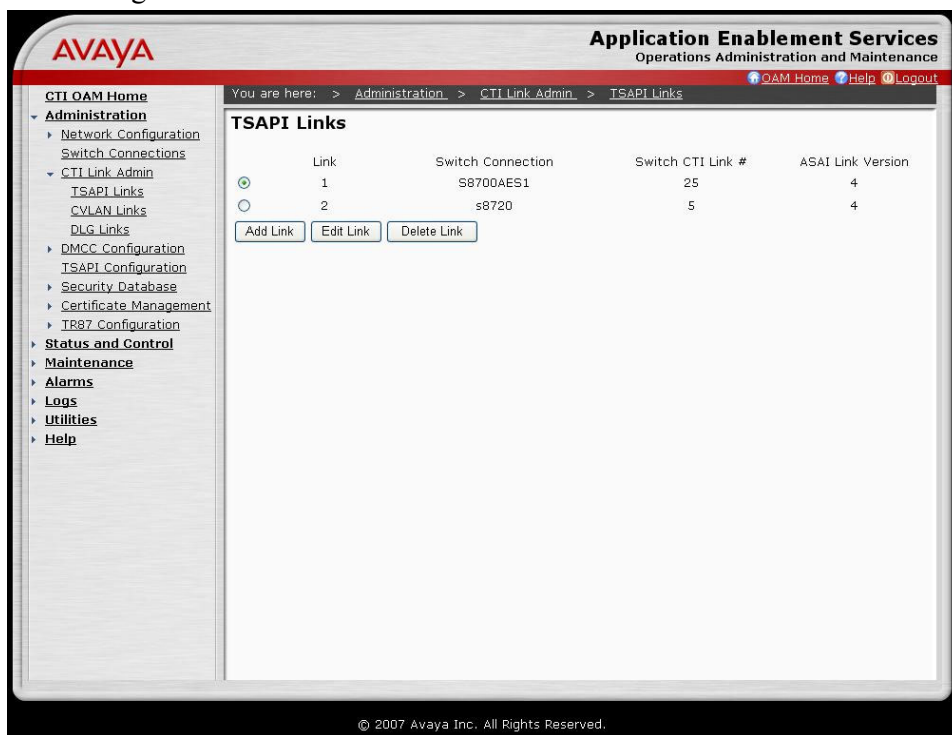 AVAYA
Application Enablement Services
Operations Administration and Maintenance
OAM Home Help Logout
You are here: > Administration > CTI Link Admin > TSAPI Links
CTI OAM Home
Administration
Network Configuration
Switch Connections
CTI Link Admin
TSAPI Links
CVLAN Links
DLG Links
DMCC Configuration
TSAPI Configuration
Security Database
Certificate Management
TR87 Configuration
Status and Control
Maintenance
Alarms
Logs
Utilities
Help
TSAPI Links
Link Switch Connection Switch CTI Link # ASAI Link Version
1 S8700AES1 25 4
2 s8720 5 4
Add Link Edit Link Delete Link
© 2007 Avaya Inc. All Rights Reserved.